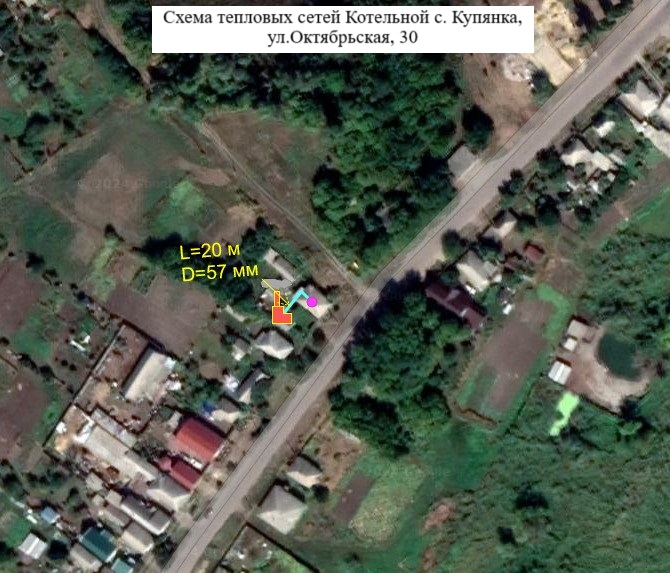 Схема тепловых сетей Котельной с. Купянка,
ул.Октябрьская, 30
L=20 м
D=57 мм